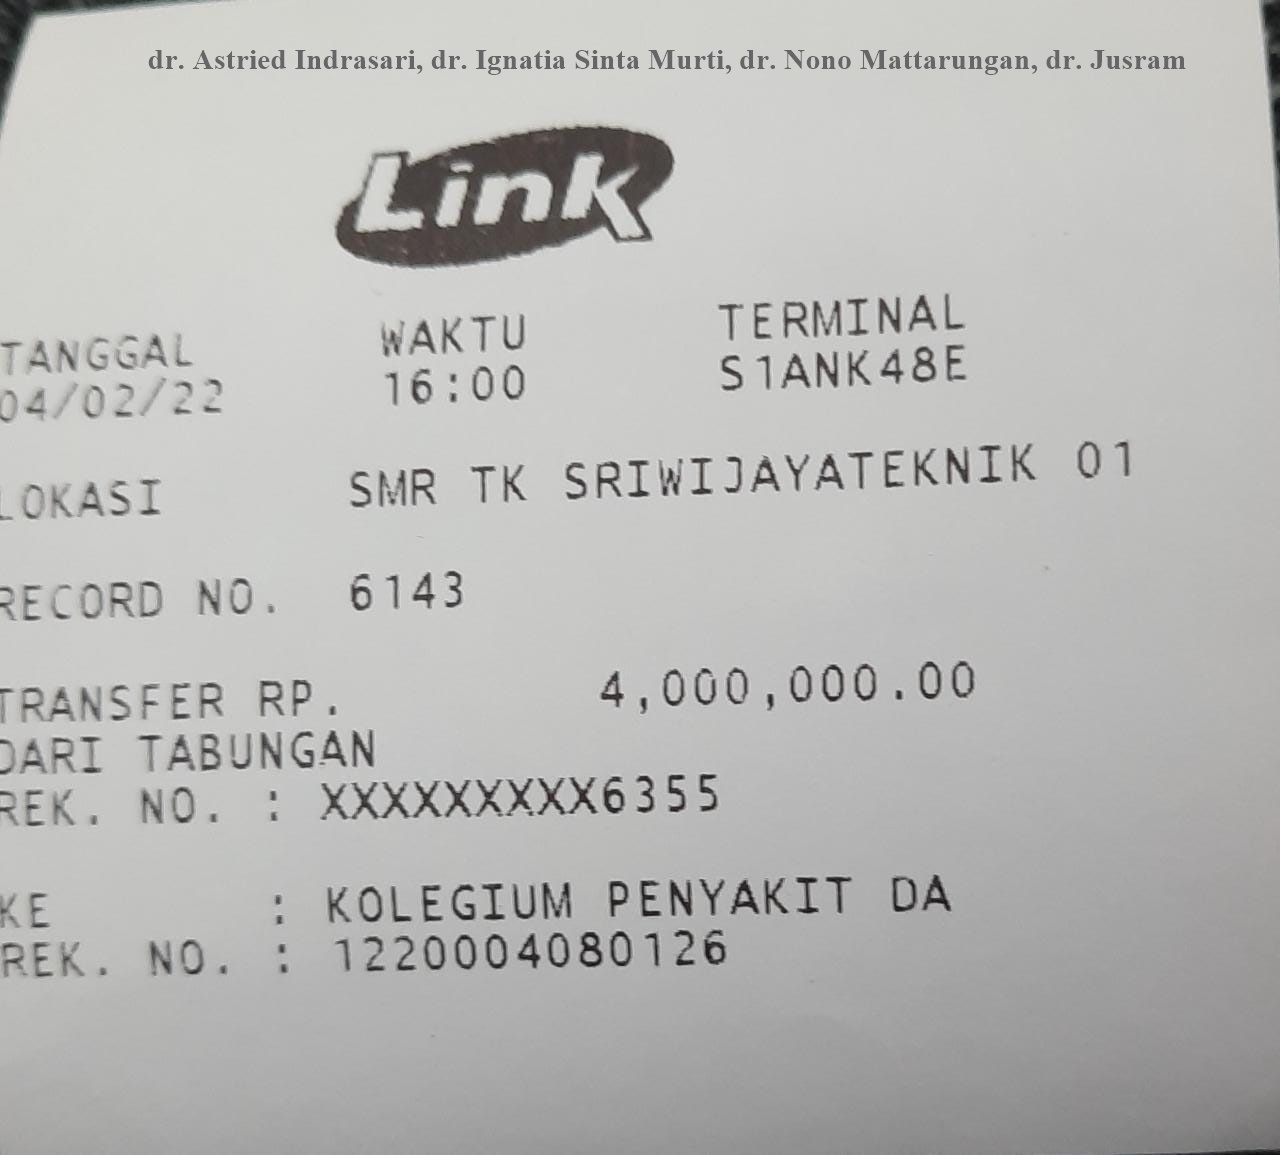 dr. Astried Indrasari, dr. Ignatia Sinta Murti, dr. Nono Mattarungan, dr. Jusram
Link
TANGGAL WAKTU TERMINAL
04/02/22 16:00 S1ANK48E
LOKASI SMR TK SRIWIJAYATEKNIK 01
RECORD NO. 6143
TRANSFER RP. 4,000,000.00
DARI TABUNGAN
REK. NO. : XXXXXXXXX6355
KE : KOLEGIUM PENYAKIT DA
REK. NO. : 1220004080126